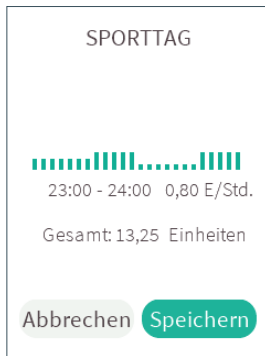 SPORTTAG
23:00 - 24:00 0,80 E/Std.
Gesamt: 13,25 Einheiten
Abbrechen Speichern